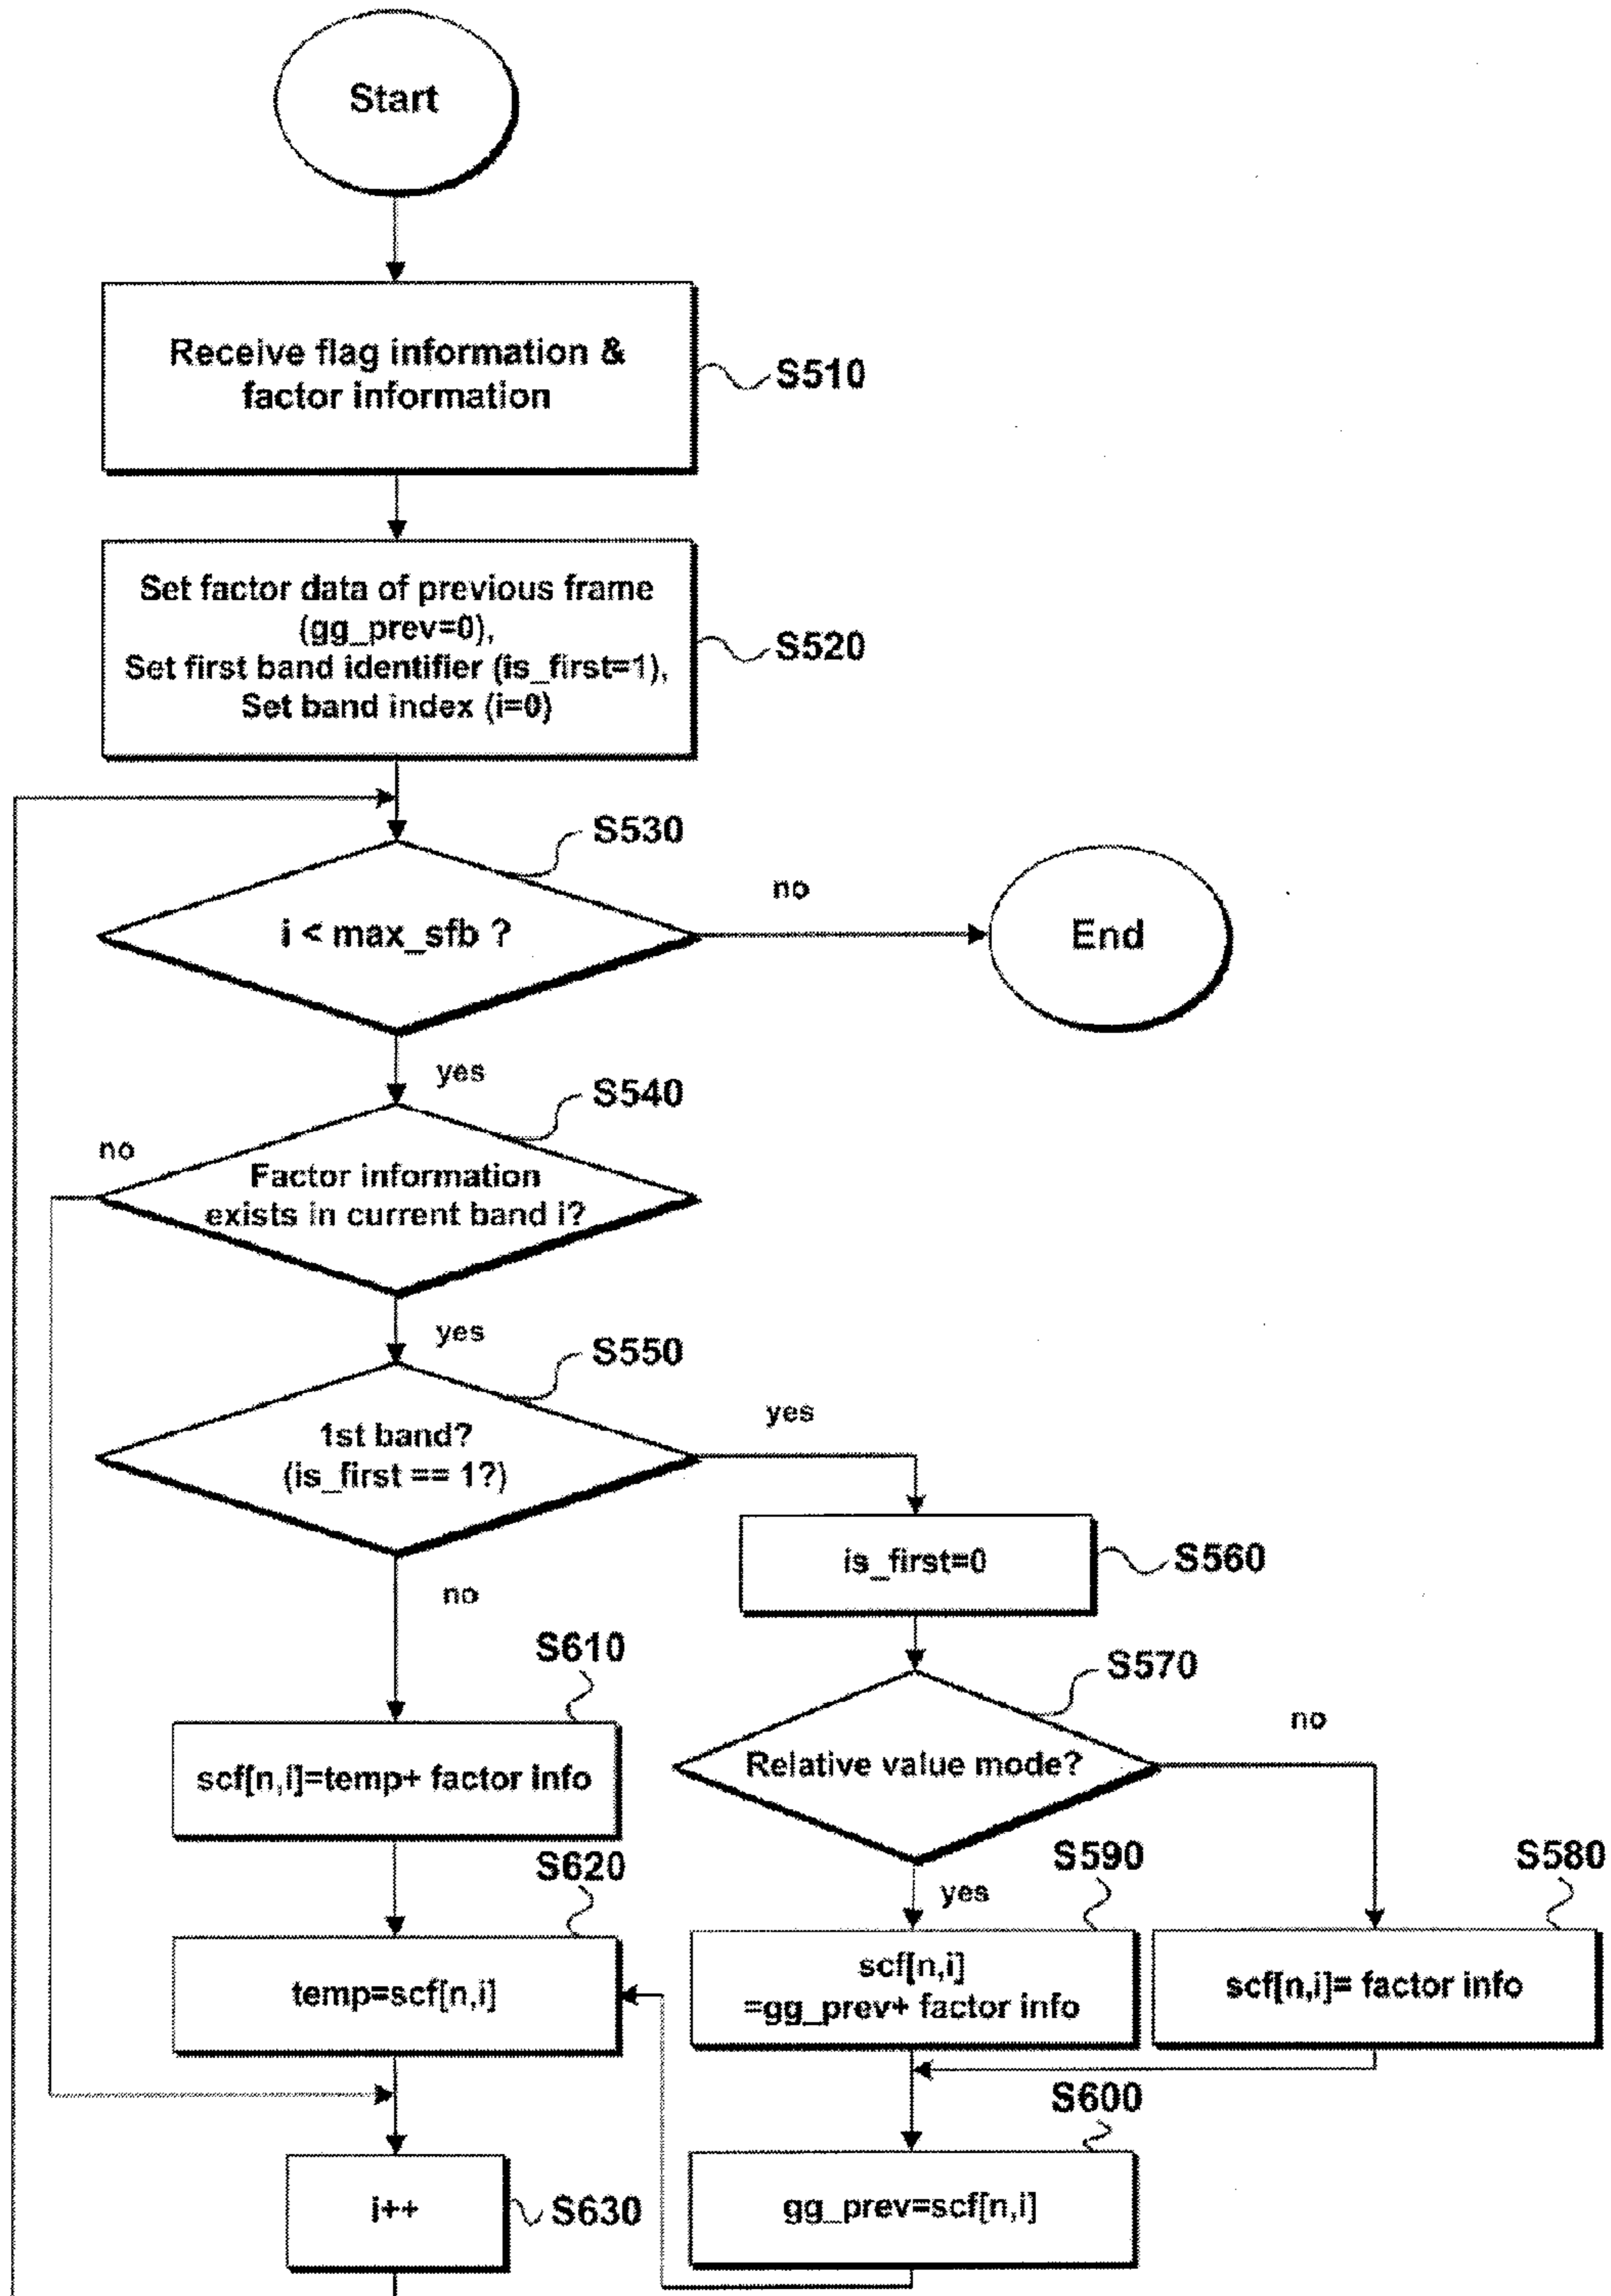 Start
Receive flag information &
factor information
S510
Set factor data of previous frame
(gg_prev=0),
Set first band identifier (is_first=1),
Set band index (i=0)
S520
S530
i < max_sfb ?
no
End
yes
S540
no
Factor information
exists in current band i?
yes
S550
1st band?
(is_first == 1?)
yes
is_first=0
S560
no
S570
Relative value mode?
no
S610
scf[n,i]=temp+ factor info
yes
S590
S580
scf[n,i]
=gg_prev+ factor info
scf[n,i]= factor info
S620
temp=scf[n,i]
S600
gg_prev=scf[n,i]
i++
S630